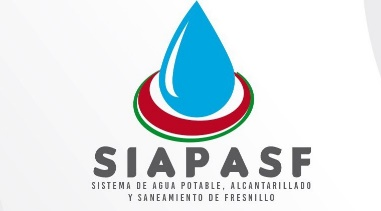 SIAPASF
SISTEMA DE AGUA POTABLE, ALCANTARILLADO
Y SANEAMIENTO DE FRESNILLO